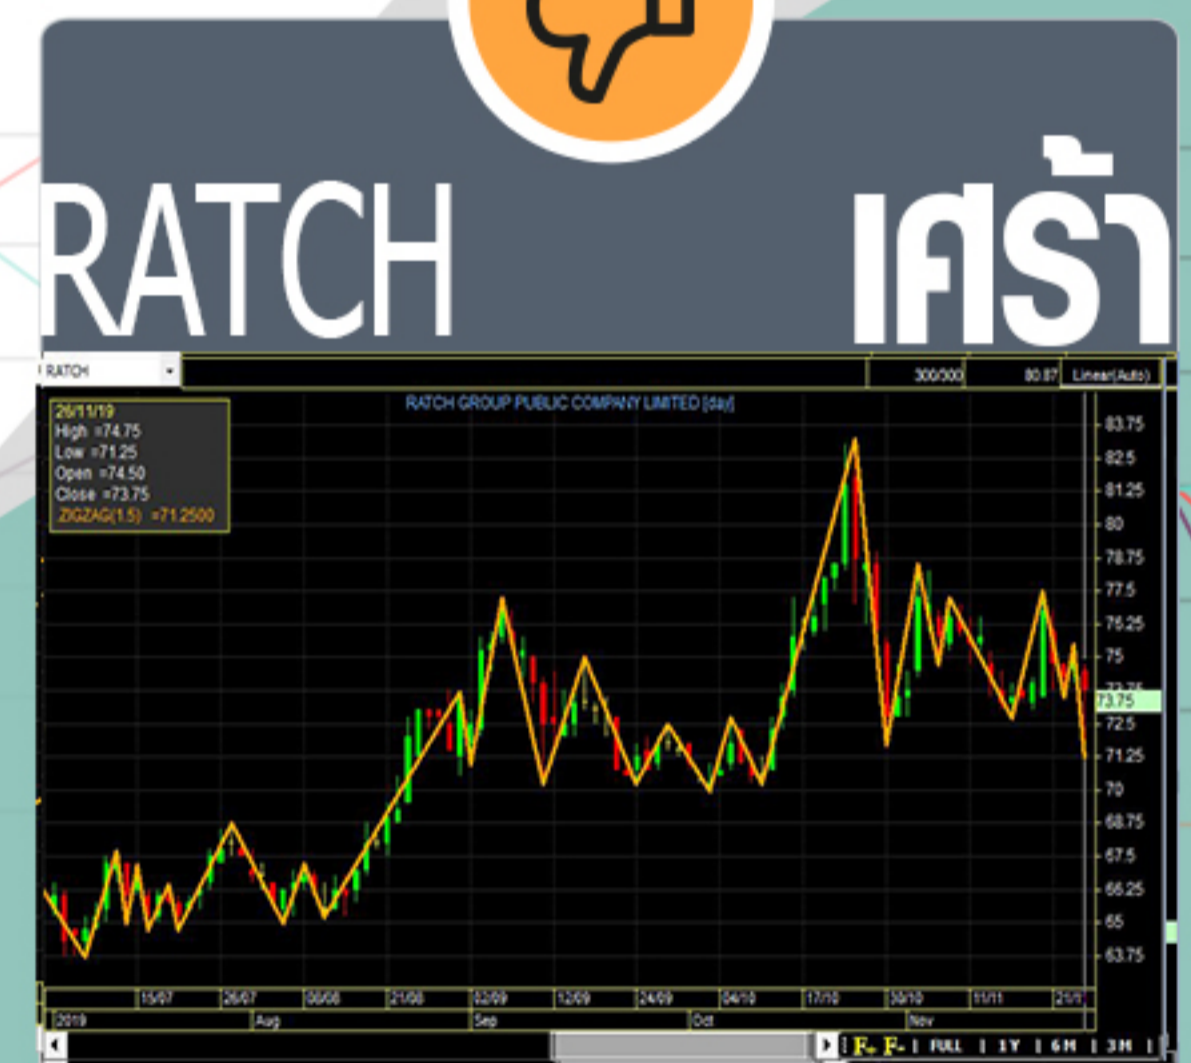 RATCH เศร้า
RATCH
300/300 80.87 Linear(Auto)
RATCH GROUP PUBLIC COMPANY LIMITED [day]
26/11/19
High =74.75
Low =71.25
Open =74.50
Close =73.75
ZIGZAG(1.5) =71.2500
83.75
82.5
81.25
80
78.75
77.5
76.25
75
73.75
72.5
71.25
70
68.75
67.5
66.25
65
63.75
15/07 26/07 08/08 21/08 02/09 12/09 24/09 04/10 17/10 30/10 11/11
2019 Aug Sep Oct Nov
F+ F- | FULL | 1Y | 6M | 3M |